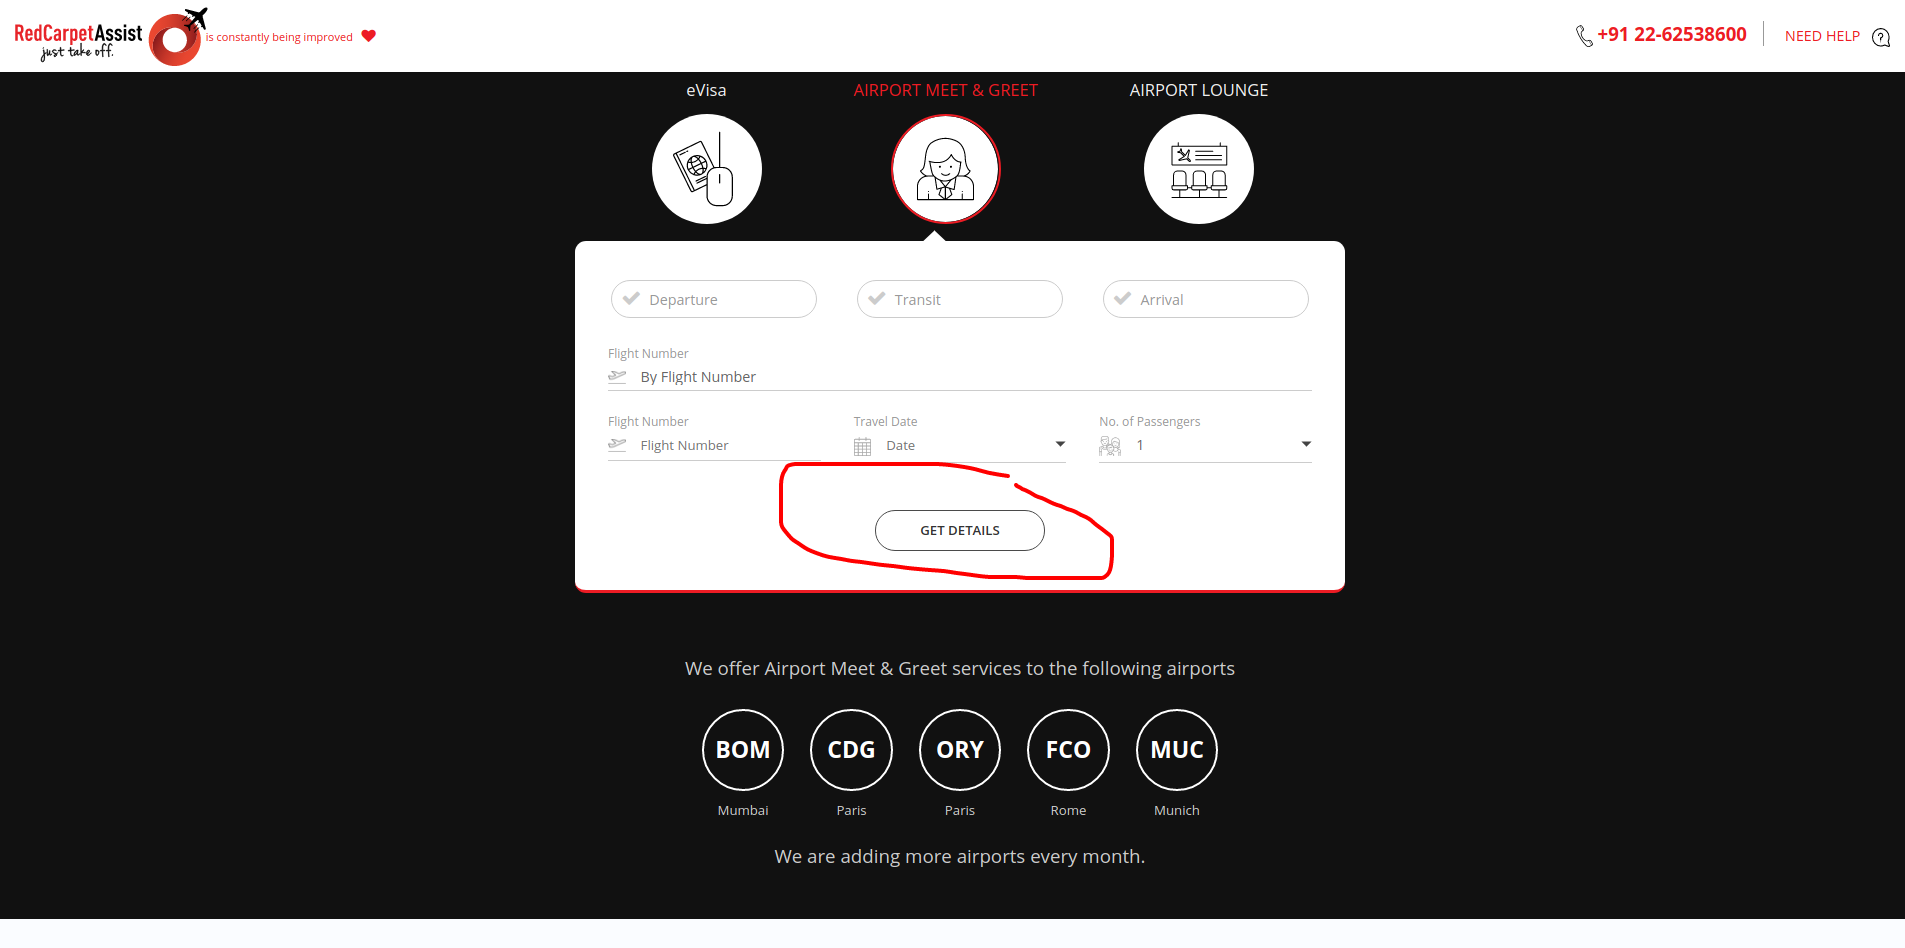 RedCarpetAssist
just take off.
is constantly being improved
+91 22-62538600
NEED HELP
?
eVisa
AIRPORT MEET & GREET
AIRPORT LOUNGE
Departure
Transit
Arrival
Flight Number
By Flight Number
Flight Number
Travel Date
No. of Passengers
Flight Number
Date
1
GET DETAILS
We offer Airport Meet & Greet services to the following airports
BOM
CDG
ORY
FCO
MUC
Mumbai
Paris
Paris
Rome
Munich
We are adding more airports every month.